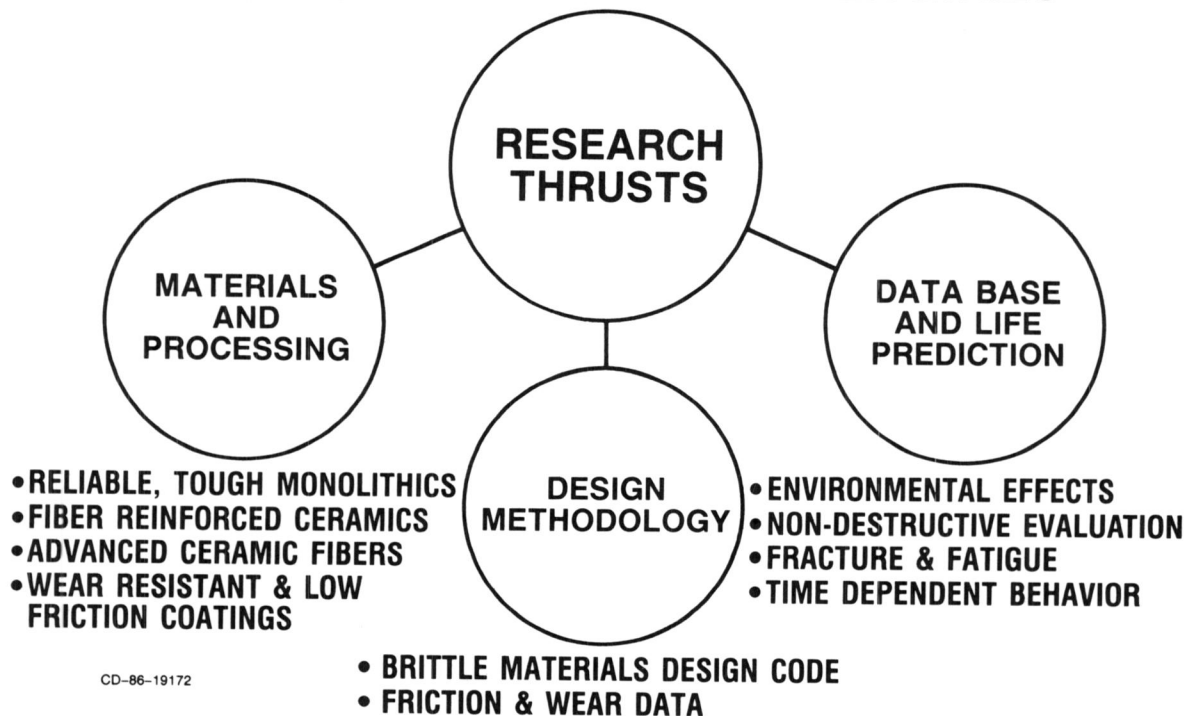 RESEARCH
THRUSTS
MATERIALS
AND
PROCESSING
DATA BASE
AND LIFE
PREDICTION
DESIGN
METHODOLOGY
•RELIABLE, TOUGH MONOLITHICS
•FIBER REINFORCED CERAMICS
•ADVANCED CERAMIC FIBERS
•WEAR RESISTANT & LOW
FRICTION COATINGS
•ENVIRONMENTAL EFFECTS
•NON-DESTRUCTIVE EVALUATION
•FRACTURE & FATIGUE
•TIME DEPENDENT BEHAVIOR
• BRITTLE MATERIALS DESIGN CODE
• FRICTION & WEAR DATA
CD-86-19172